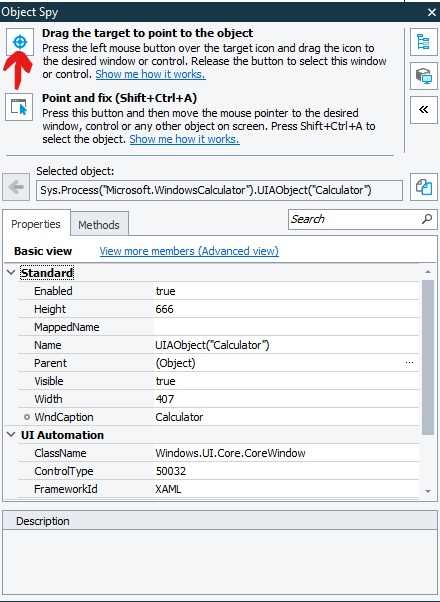 Object Spy
Drag the target to point to the object
Press the left mouse button over the target icon and drag the icon to
the desired window or control. Release the button to select this window
or control. Show me how it works.
Point and fix (Shift+Ctrl+A)
Press this button and then move the mouse pointer to the desired
window, control or any other object on screen. Press Shift+Ctrl+A to
select the object. Show me how it works.
Selected object:
Sys.Process("Microsoft.WindowsCalculator").UIAObject("Calculator")
Properties Methods
Search
Basic view View more members (Advanced view)
Standard
Enabled true
Height 666
MappedName
Name UIAObject("Calculator")
Parent (Object) ...
Visible true
Width 407
WndCaption Calculator
UI Automation
ClassName Windows.UI.Core.CoreWindow
ControlType 50032
FrameworkId XAML
Description